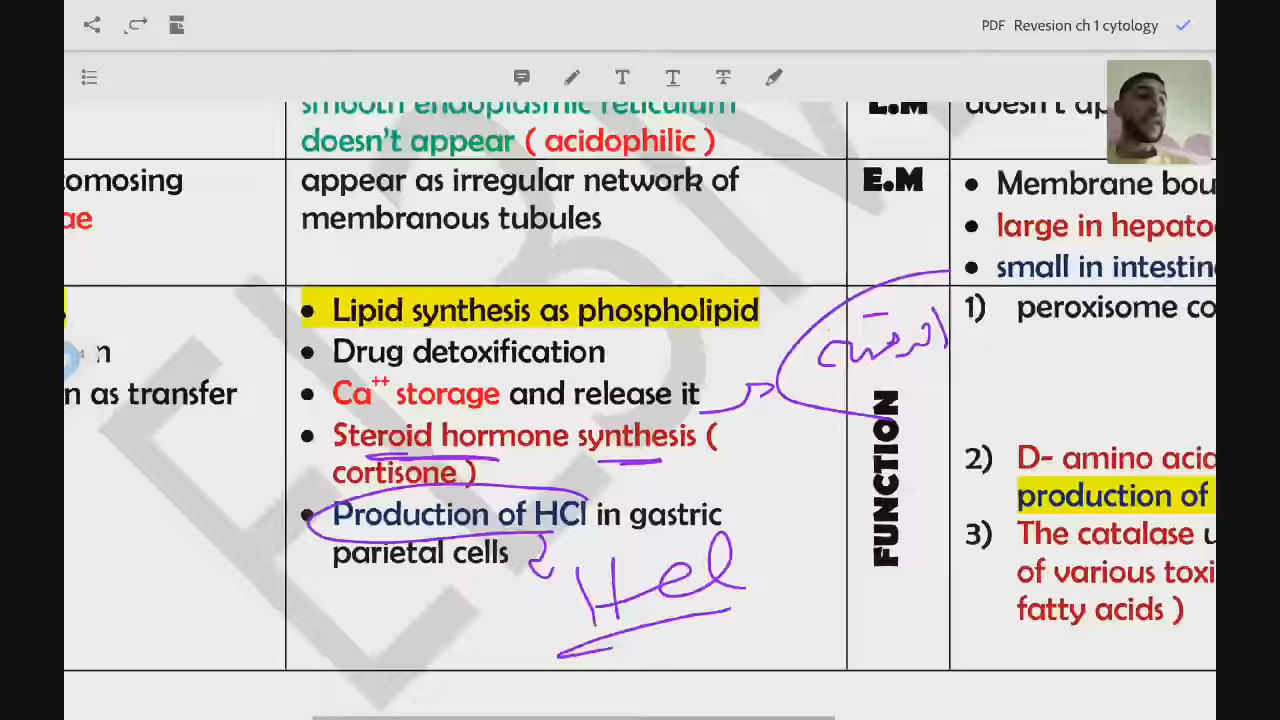 PDF Revesion ch 1 cytology
smooth endoplasmic reticulum
doesn't appear ( acidophilic )
E.M
tomosing
ae
appear as irregular network of
membranous tubules
E.M
• Membrane bou
• large in hepato
• small in intestin
n
n as transfer
• Lipid synthesis as phospholipid
• Drug detoxification
• Ca++ storage and release it
• Steroid hormone synthesis (
cortisone )
• Production of HCl in gastric
parietal cells
HCl
FUNCTION
1) peroxisome co
2) D- amino acid
production of
3) The catalase u
of various toxi
fatty acids )